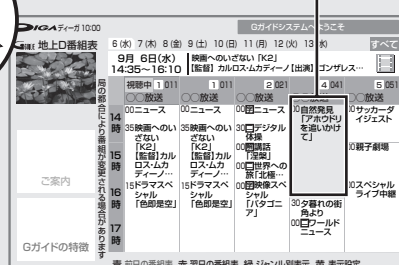 DIGA ディーガ 10:00
Gガイドシステムへようこそ
地上D番組表
6(水) 7(木) 8(金) 9(土) 10(日) 11(月) 12(火) 13(水)
すべて
9月 6日(水)
14:35～16:10
映画へのいざない「K2」
【監督】カルロス・ムカディーノ【出演】ゴンザレス…
局の都合により番組が変更される場合があります
視聴中 1 011
1 011
2 021
4 041
5 051
○○放送
○○放送
○○放送
○○放送
○○放送
14時
15時
16時
17時
00ニュース
35映画へのいざない
「K2」
【監督】カルロス・ムカディーノ…
15ドラマスペシャル
「色即是空」
00ニュース
35映画へのいざない
「K2」
【監督】カルロス・ムカディーノ…
15ドラマスペシャル
「色即是空」
ニュース
00デジタル体操
00講話
「涅槃」
00世界への旅「北極…
00映像スペシャル
「パタゴニア」
00自然発見
「アホウドリを追いかけて」
30夕暮れの街角より
00ワールドニュース
00サッカーダイジェスト
00親子劇場
00スペシャルライブ中継
ご案内
Gガイドの特徴
青 前日の番組表 赤 翌日の番組表 緑 ジャンル別表示 黄 表示設定